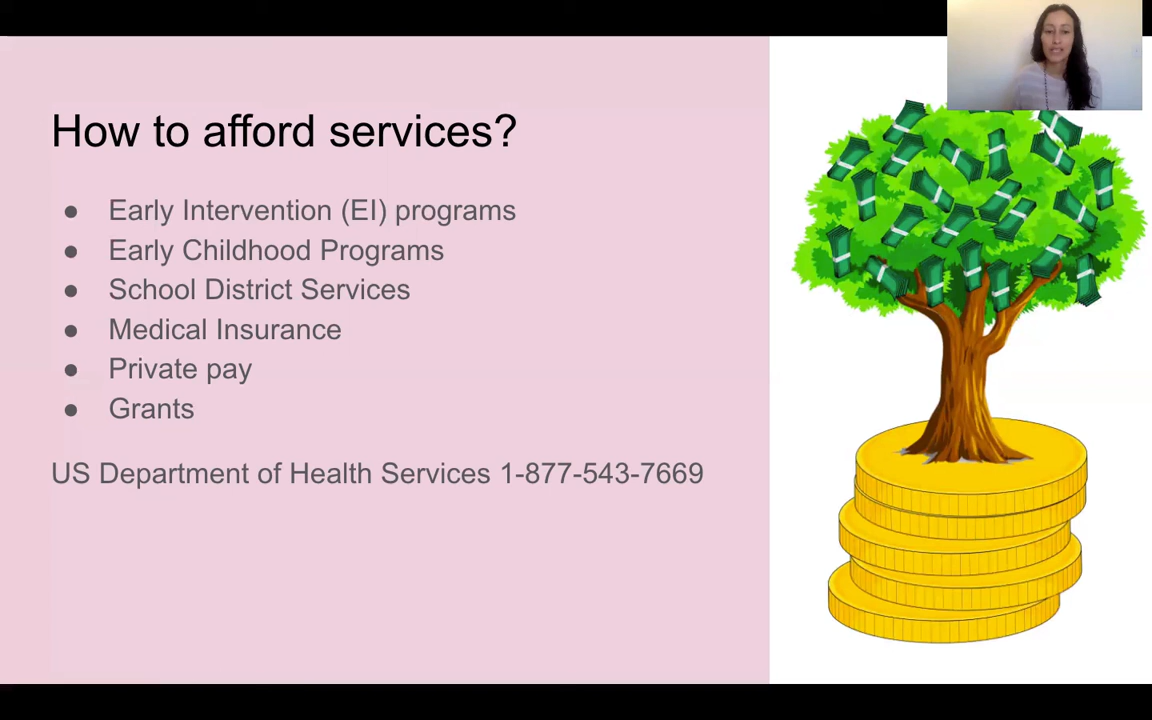 How to afford services?
● Early Intervention (EI) programs
● Early Childhood Programs
● School District Services
● Medical Insurance
● Private pay
● Grants
US Department of Health Services 1-877-543-7669